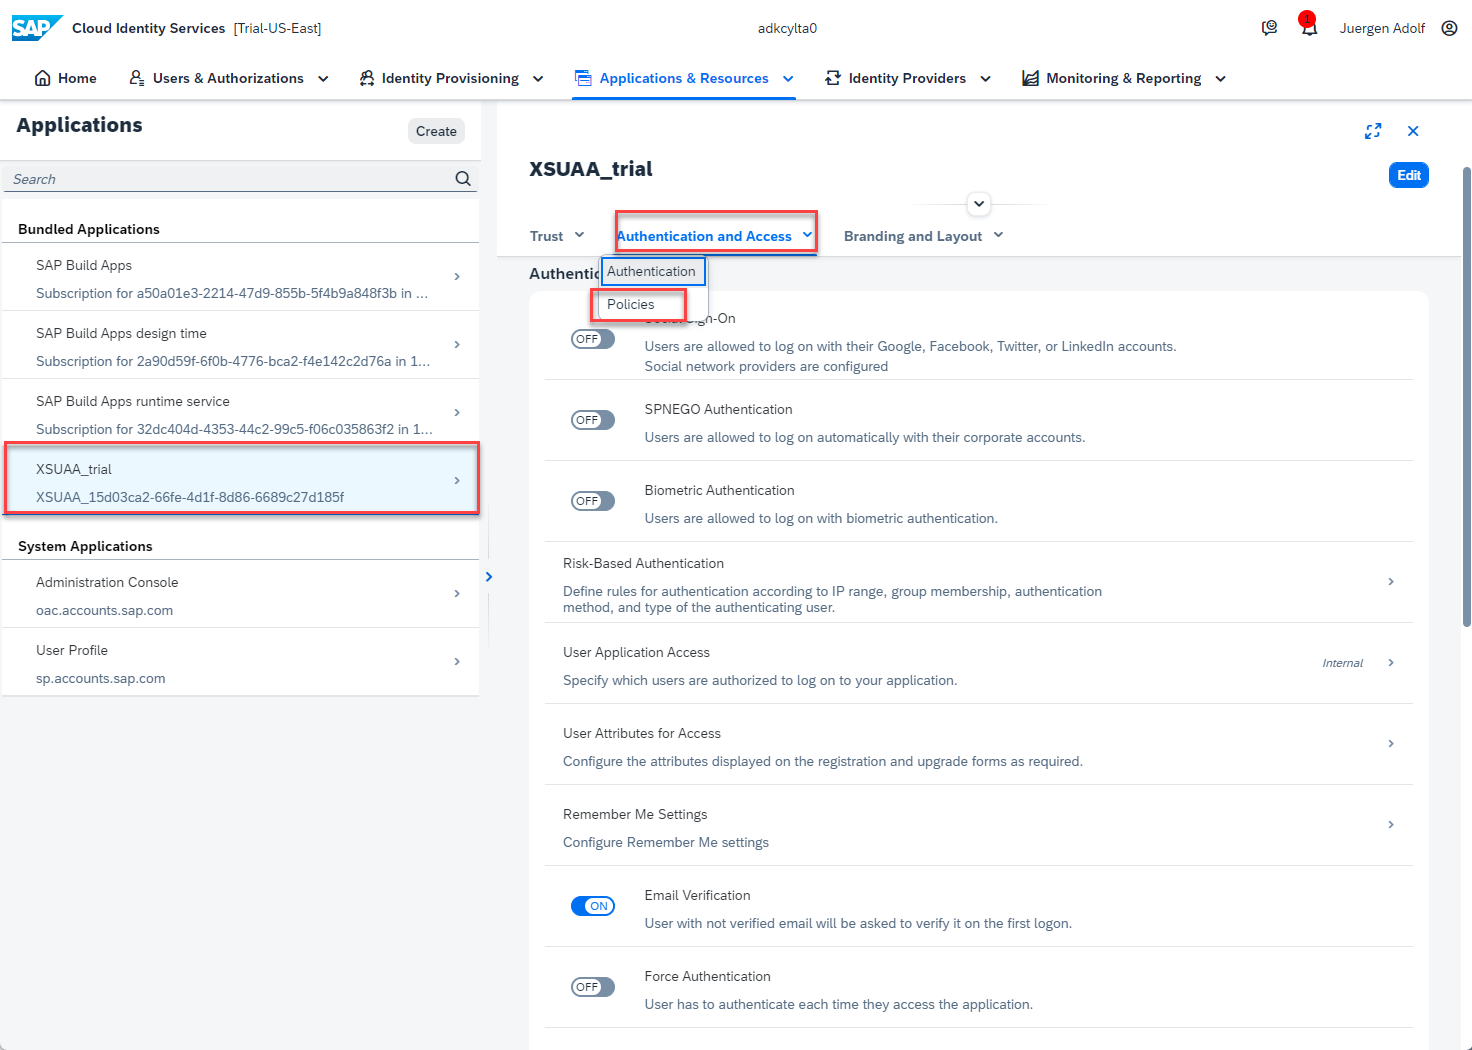 SAP Cloud Identity Services [Trial-US-East] adkcylta0 1 Juergen Adolf
Home Users & Authorizations Identity Provisioning Applications & Resources Identity Providers Monitoring & Reporting
Applications
Create
Search
Bundled Applications
SAP Build Apps
Subscription for a50a01e3-2214-47d9-855b-5f4b9a848f3b in ...
SAP Build Apps design time
Subscription for 2a90d59f-6f0b-4776-bca2-f4e142c2d76a in 1...
SAP Build Apps runtime service
Subscription for 32dc404d-4353-44c2-99c5-f06c035863f2 in 1...
XSUAA_trial
XSUAA_15d03ca2-66fe-4d1f-8d86-6689c27d185f
System Applications
Administration Console
oac.accounts.sap.com
User Profile
sp.accounts.sap.com
XSUAA_trial
Edit
Trust Authentication and Access Branding and Layout
Authentication
Policies
OFF
Users are allowed to log on with their Google, Facebook, Twitter, or LinkedIn accounts.
Social network providers are configured
SPNEGO Authentication
OFF
Users are allowed to log on automatically with their corporate accounts.
Biometric Authentication
OFF
Users are allowed to log on with biometric authentication.
Risk-Based Authentication
Define rules for authentication according to IP range, group membership, authentication
method, and type of the authenticating user.
User Application Access
Internal
Specify which users are authorized to log on to your application.
User Attributes for Access
Configure the attributes displayed on the registration and upgrade forms as required.
Remember Me Settings
Configure Remember Me settings
Email Verification
ON
User with not verified email will be asked to verify it on the first logon.
Force Authentication
OFF
User has to authenticate each time they access the application.